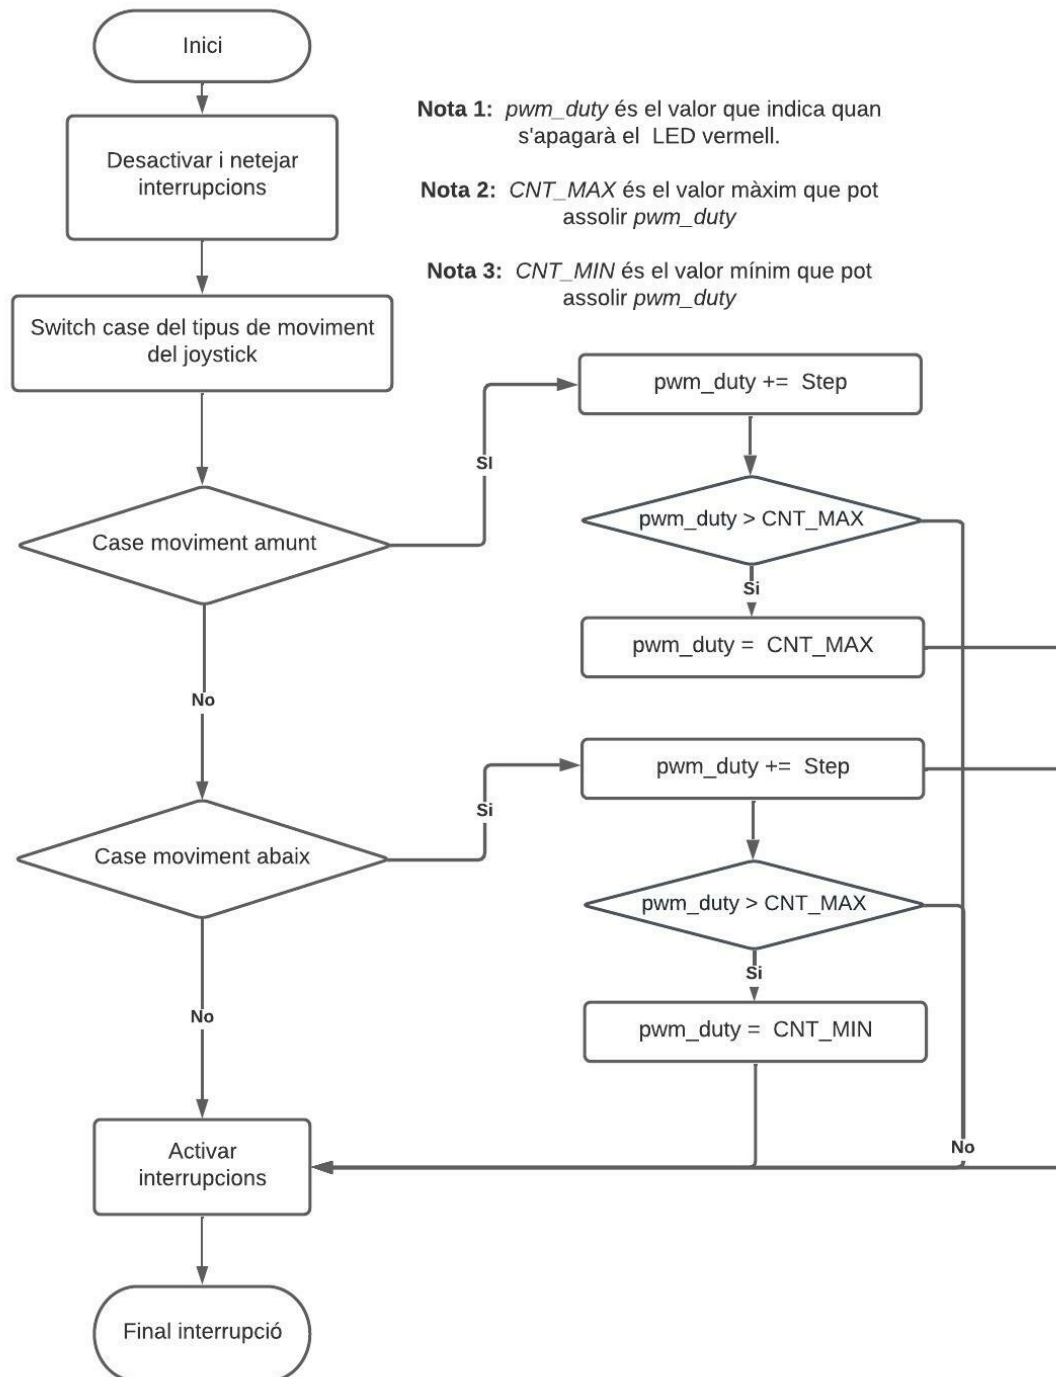 Inici
Nota 1: pwm_duty és el valor que indica quan
s'apagarà el LED vermell.
Desactivar i netejar
interrupcions
Nota 2: CNT_MAX és el valor màxim que pot
assolir pwm_duty
Nota 3: CNT_MIN és el valor mínim que pot
assolir pwm_duty
Switch case del tipus de moviment
del joystick
pwm_duty += Step
SI
pwm_duty > CNT_MAX
Case moviment amunt
Si
pwm_duty = CNT_MAX
No
pwm_duty += Step
Si
Case moviment abaix
pwm_duty > CNT_MAX
Si
No
pwm_duty = CNT_MIN
No
Activar
interrupcions
Final interrupció